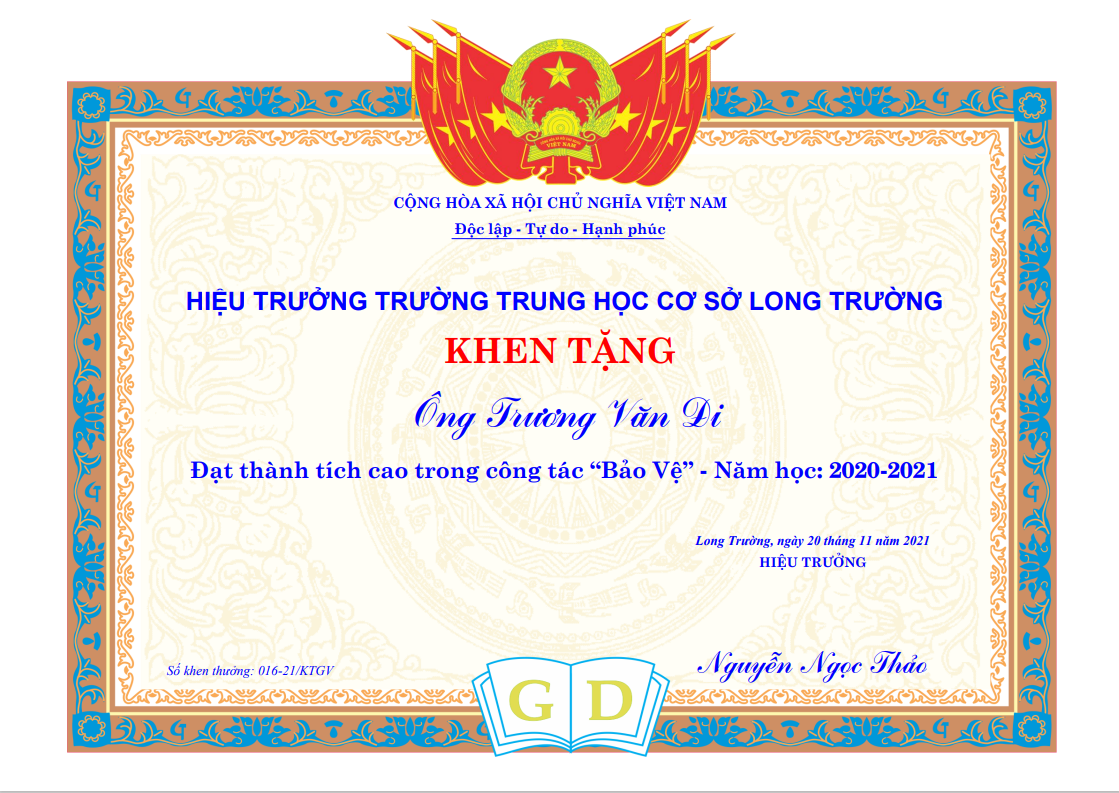 VIỆT NAM
CỘNG HÒA XÃ HỘI CHỦ NGHĨA VIỆT NAM
Độc lập - Tự do - Hạnh phúc
HIỆU TRƯỞNG TRƯỜNG TRUNG HỌC CƠ SỞ LONG TRƯỜNG
KHEN TẶNG
Ông Trương Văn Di
Đạt thành tích cao trong công tác “Bảo Vệ” - Năm học: 2020-2021
Long Trường, ngày 20 tháng 11 năm 2021
HIỆU TRƯỞNG
Số khen thưởng: 016-21/KTGV
Nguyễn Ngọc Thảo
G D